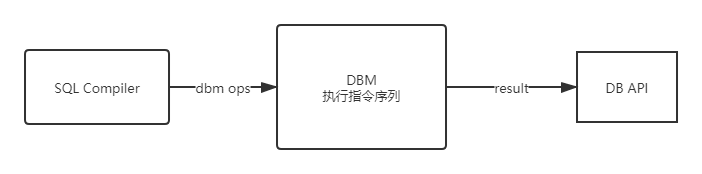 SQL Compiler
dbm ops
DBM
执行指令序列
result
DB API